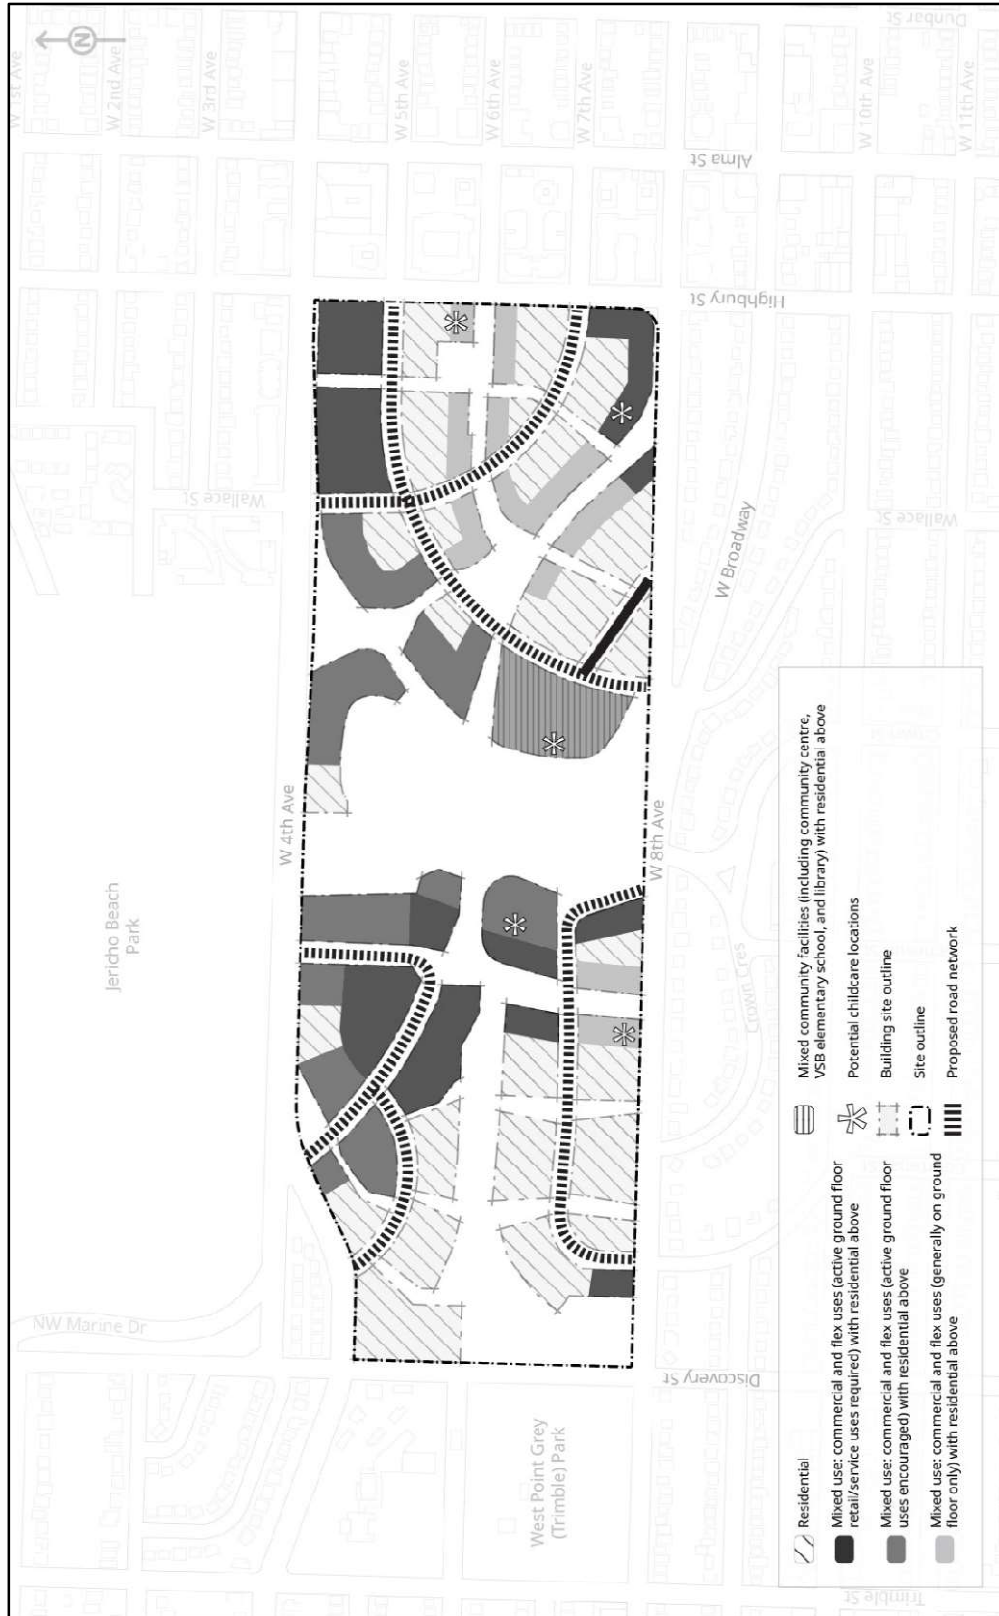 N
W 1st Ave
W 2nd Ave
W 3rd Ave
W 5th Ave
W 6th Ave
W 7th Ave
W 10th Ave
W 11th Ave
Dunbar St
Alma St
Highbury St
Wallace St
Wallace St
W Broadway
W 4th Ave
W 8th Ave
Jericho Beach
Park
Crown Cres
NW Marine Dr
Discovery St
West Point Grey
(Trimble) Park
Trimble St
Residential
Mixed use: commercial and flex uses (active ground floor
retail/service uses required) with residential above
Mixed use: commercial and flex uses (active ground floor
uses encouraged) with residential above
Mixed use: commercial and flex uses (generally on ground
floor only) with residential above
Mixed community facilities (including community centre,
VSB elementary school, and library) with residential above
Potential childcare locations
Building site outline
Site outline
Proposed road network